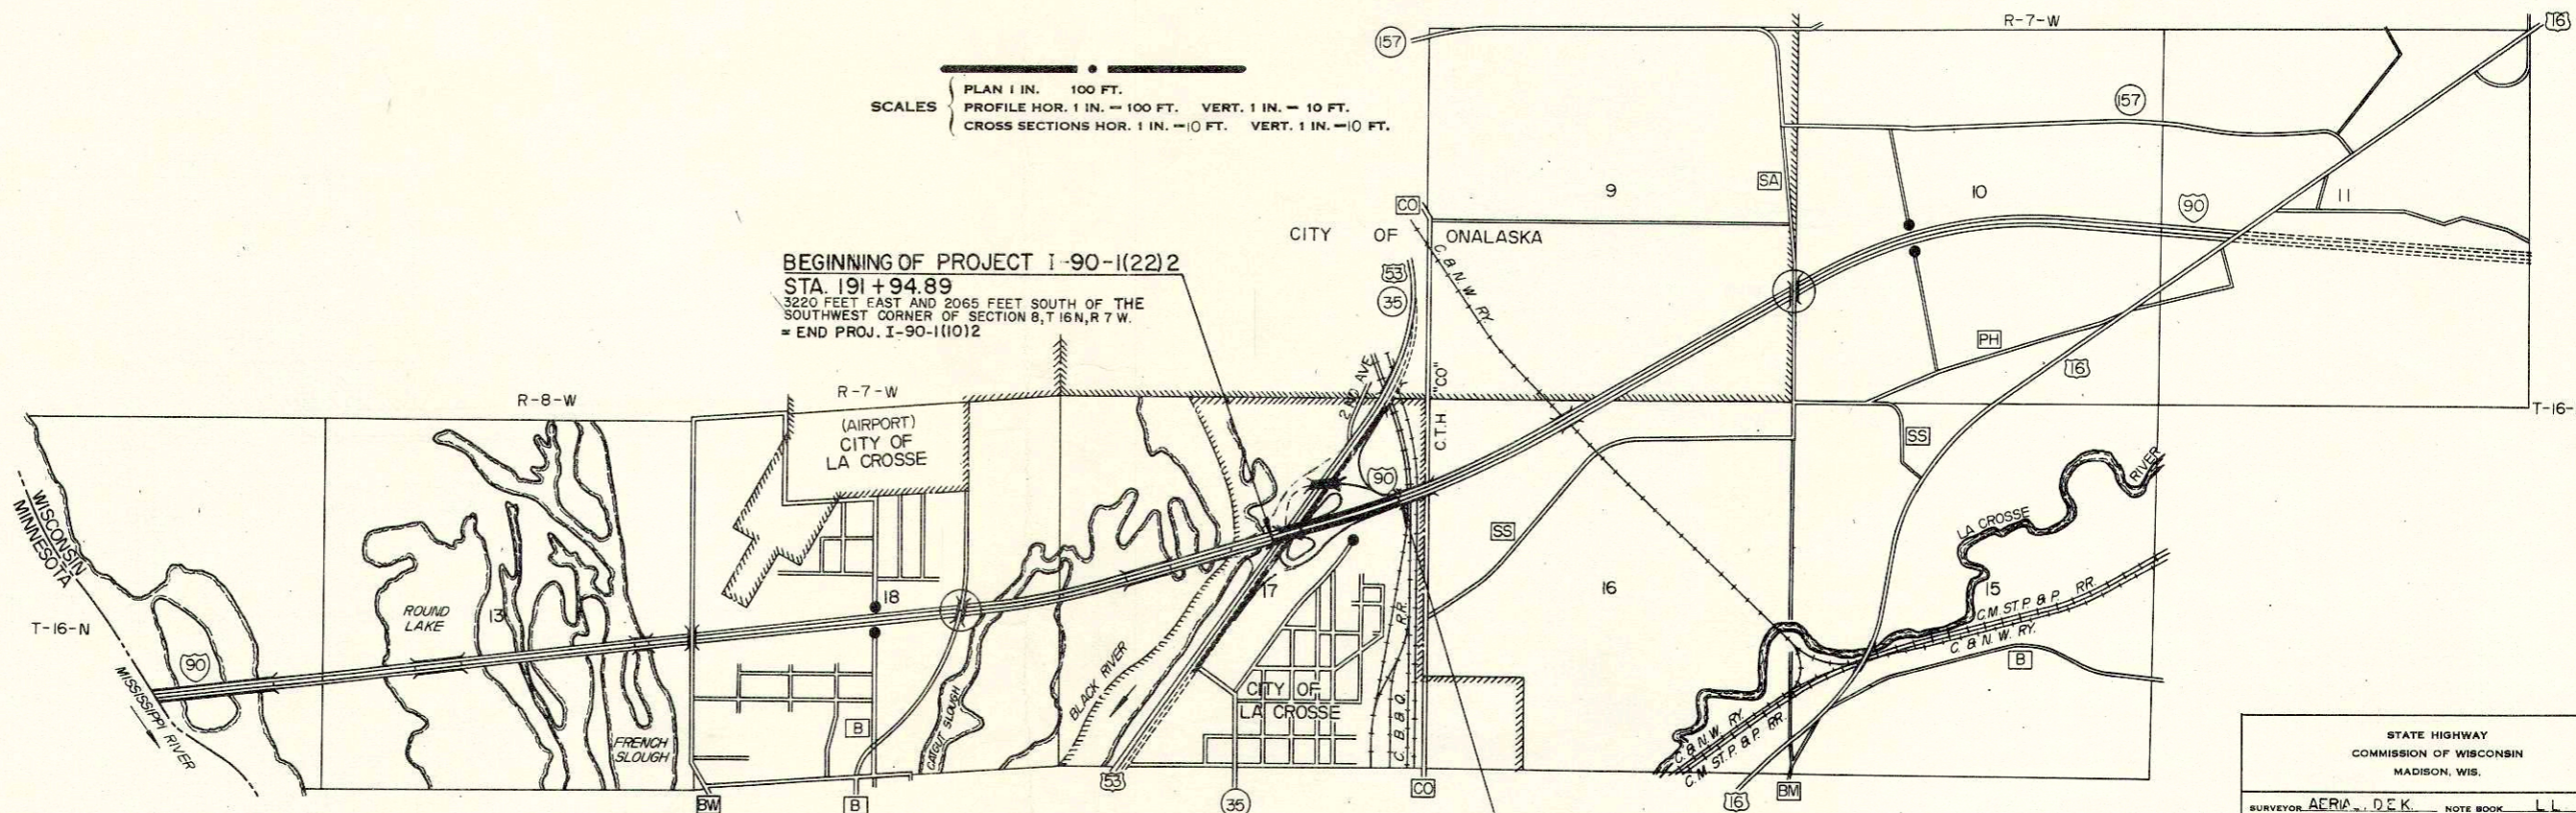 R-7-W
16
157
PLAN 1 IN. 100 FT.
SCALES
PROFILE HOR. 1 IN. = 100 FT. VERT. 1 IN. = 10 FT.
CROSS SECTIONS HOR. 1 IN. = 10 FT. VERT. 1 IN. = 10 FT.
157
SA
9
10
11
CO
90
CITY OF ONALASKA
BEGINNING OF PROJECT I-90-1(22)2
STA. 191+94.89
3220 FEET EAST AND 2065 FEET SOUTH OF THE
SOUTHWEST CORNER OF SECTION 8, T 16 N, R 7 W.
= END PROJ. I-90-1(10)2
53
35
C. & N. W. RY.
PH
16
2 ND AVE
C.T.H. "CO"
R-8-W
R-7-W
T-16-
(AIRPORT)
CITY OF
LA CROSSE
SS
90
SS
RIVER
LA CROSSE
WISCONSIN
MINNESOTA
ROUND
LAKE
13
18
17
16
15
C.M. ST. P. & P. RR.
C. & N. W. RY.
B
T-16-N
90
MISSISSIPPI RIVER
FRENCH
SLOUGH
B
CATGUT SLOUGH
BLACK RIVER
CITY OF
LA CROSSE
C. B. & Q. R.R.
C. & N. W. RY.
C. M. ST. P. & P. RR.
BW
B
53
35
CO
16
BM
STATE HIGHWAY
COMMISSION OF WISCONSIN
MADISON, WIS.
SURVEYOR D.E.K. NOTE BOOK L L